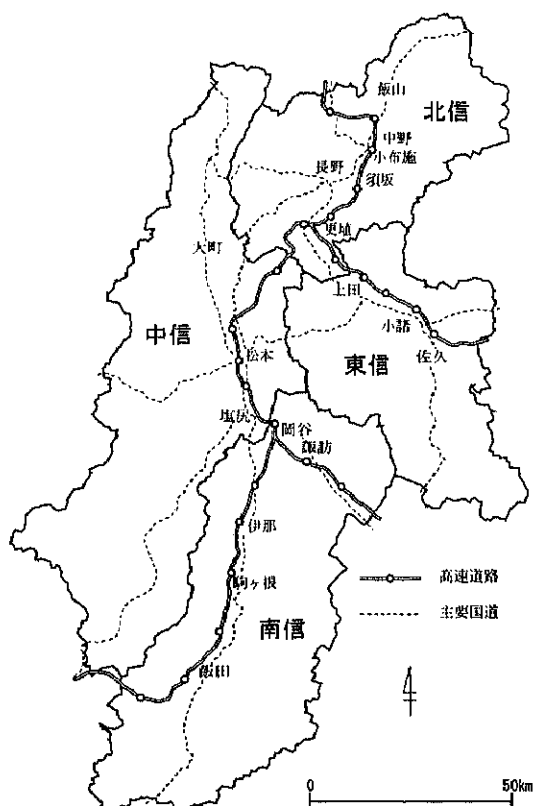 飯山
北信
中野
小布施
長野
須坂
更埴
大町
上田
小諸
中信
佐久
松本
東信
塩尻
岡谷
諏訪
伊那
高速道路
駒ヶ根
主要国道
南信
飯田
0
50km